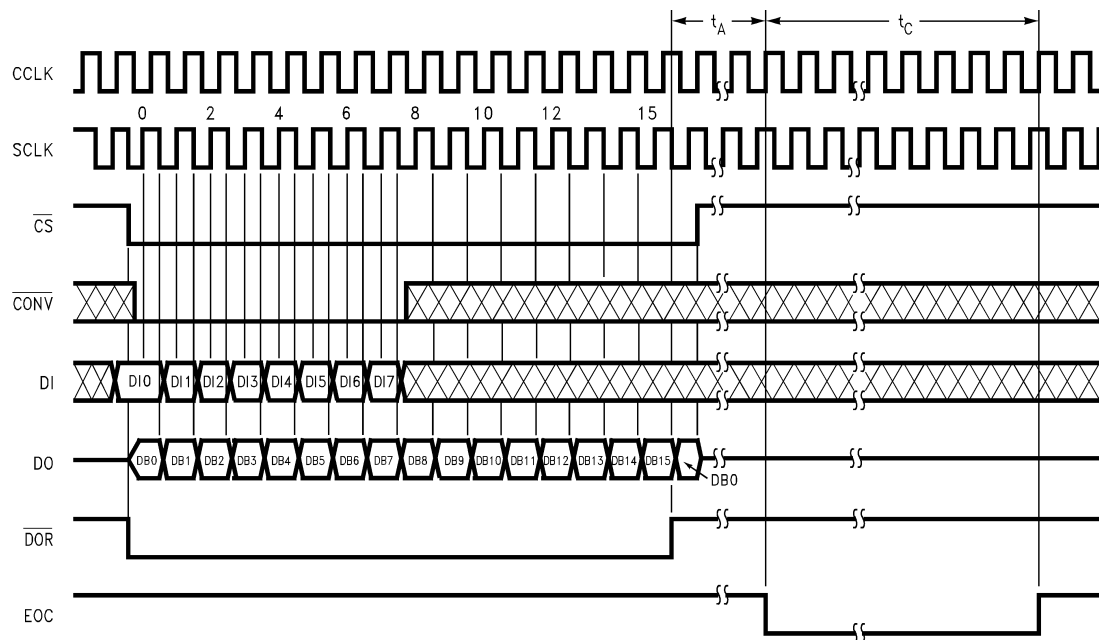 tA tC
CCLK
0 2 4 6 8 10 12 15
SCLK
CS
CONV
DI DI0 DI1 DI2 DI3 DI4 DI5 DI6 DI7
DO DB0 DB1 DB2 DB3 DB4 DB5 DB6 DB7 DB8 DB9 DB10 DB11 DB12 DB13 DB14 DB15
DB0
DOR
EOC